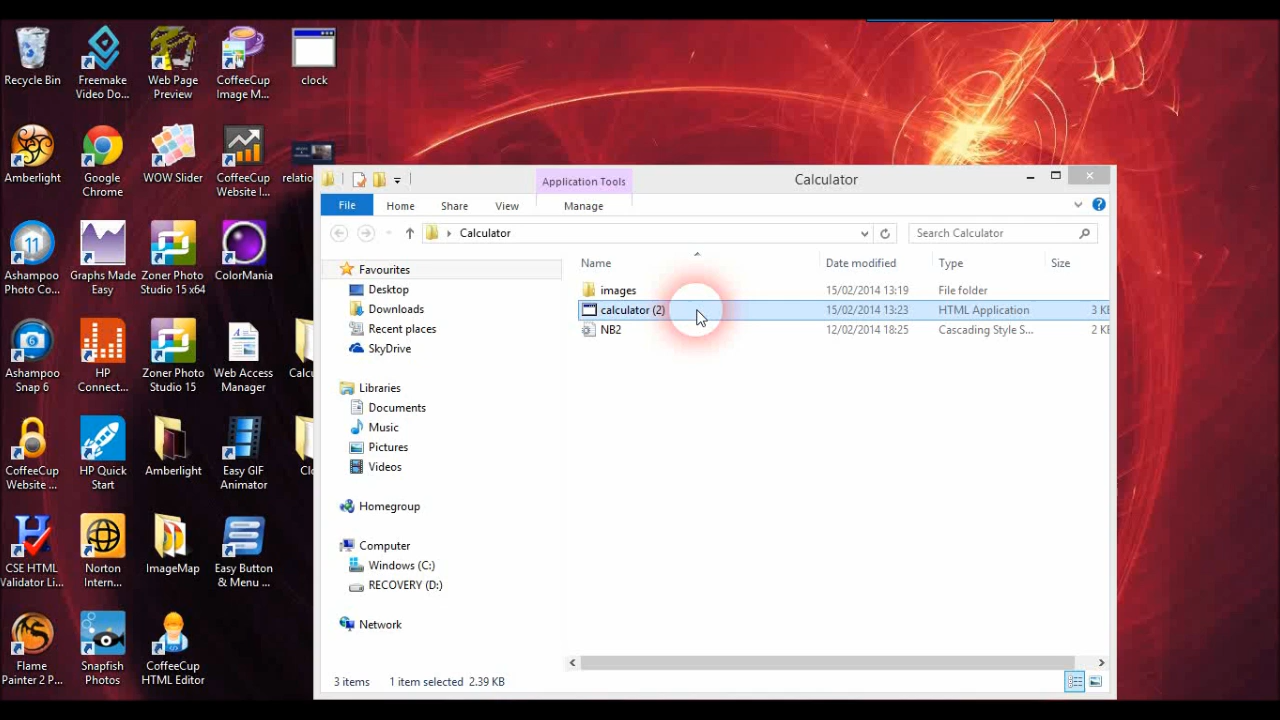 Recycle Bin
Freemake
Video Do...
Web Page
Preview
CoffeeCup
Image M...
clock
Amberlight
Google
Chrome
WOW Slider
CoffeeCup
Website I...
relatio
Ashampoo
Photo Co...
Graphs Made
Easy
Zoner Photo
Studio 15 x64
ColorMania
Ashampoo
Snap 6
HP
Connect...
Zoner Photo
Studio 15
Web Access
Manager
Calc
CoffeeCup
Website ...
HP Quick
Start
Amberlight
Easy GIF
Animator
Clo
CSE HTML
Validator Li...
Norton
Intern...
ImageMap
Easy Button
& Menu ...
Flame
Painter 2 P...
Snapfish
Photos
CoffeeCup
HTML Editor
Application Tools
Calculator
File Home Share View Manage
Calculator
Search Calculator
Favourites
Desktop
Downloads
Recent places
SkyDrive
Libraries
Documents
Music
Pictures
Videos
Homegroup
Computer
Windows (C:)
RECOVERY (D:)
Network
Name Date modified Type Size
images 15/02/2014 13:19 File folder
calculator (2) 15/02/2014 13:23 HTML Application 3 K
NB2 12/02/2014 18:25 Cascading Style S... 2 K
3 items 1 item selected 2.39 KB